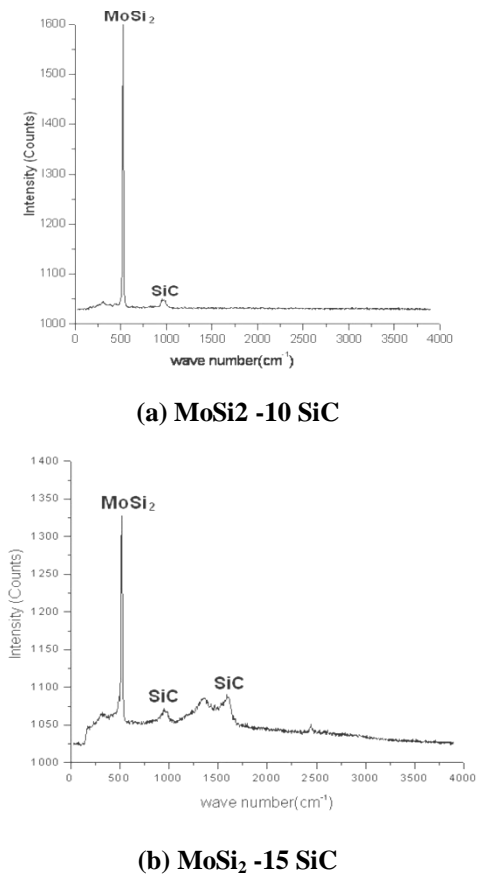 MoSi₂
1600
1500
1400
1300
1200
1100
1000
Intensity (Counts)
SiC
0 500 1000 1500 2000 2500 3000 3500 4000
wave number(cm⁻¹)
(a) MoSi2 -10 SiC
1400
1350
1300
1250
1200
1150
1100
1050
1000
Intensity (Counts)
MoSi₂
SiC
SiC
0 500 1000 1500 2000 2500 3000 3500 4000
wave number(cm⁻¹)
(b) MoSi₂ -15 SiC